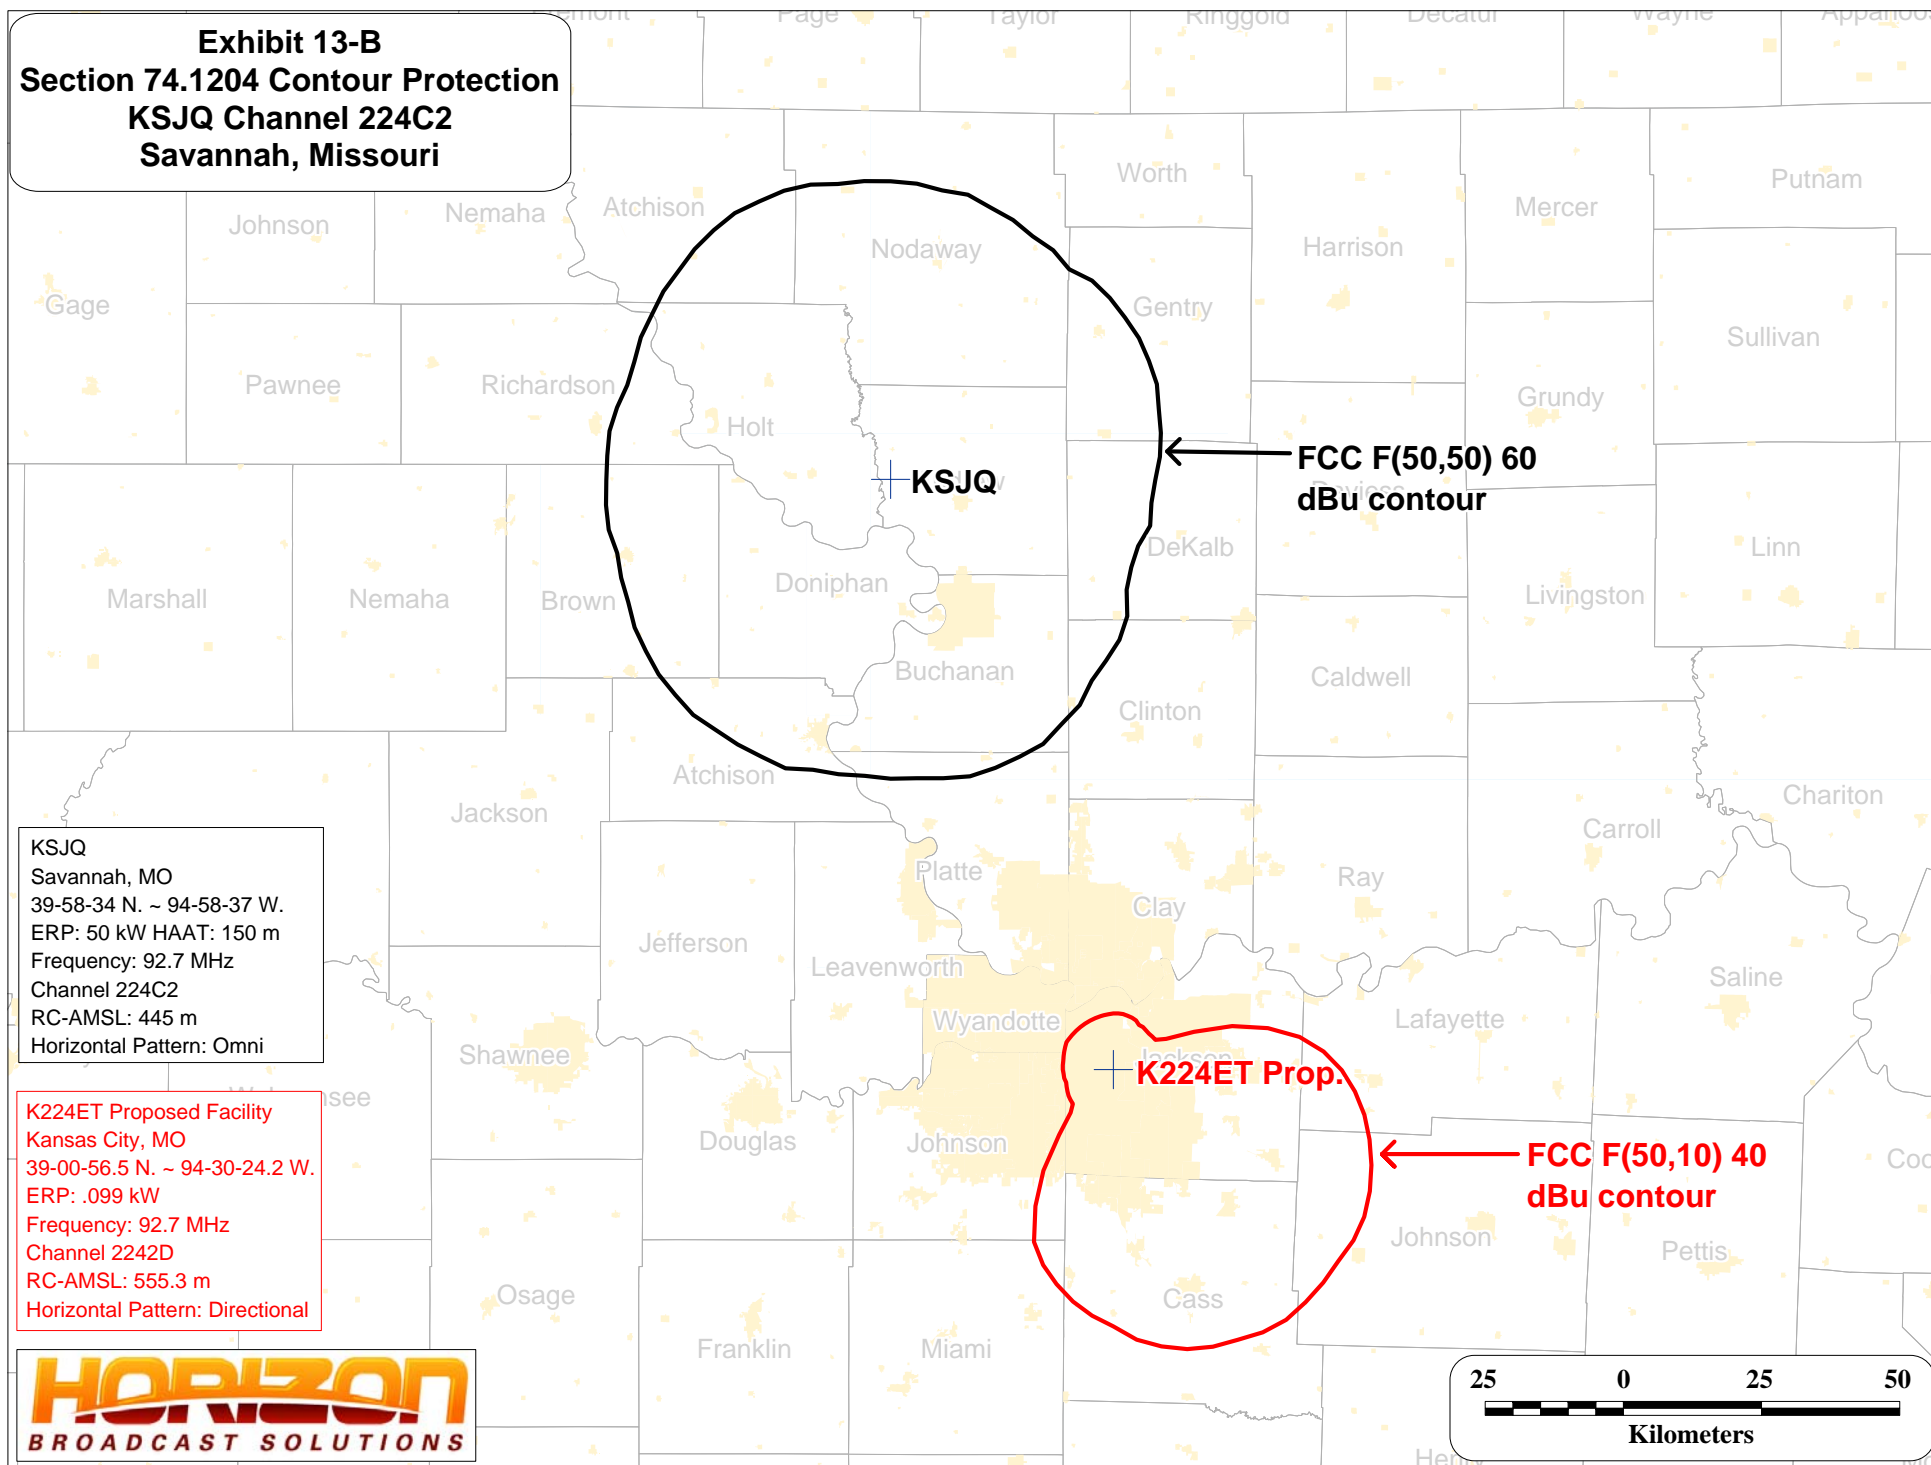 Exhibit 13-B
Section 74.1204 Contour Protection
KSJQ Channel 224C2
Savannah, Missouri
Page
Taylor
Ringgold
Decatur
Wayne
Worth
Putnam
Johnson
Nemaha
Atchison
Mercer
Nodaway
Harrison
Gage
Gentry
Sullivan
Pawnee
Richardson
Grundy
Holt
FCC F(50,50) 60
dBu contour
KSJQ
DeKalb
Linn
Marshall
Nemaha
Brown
Doniphan
Livingston
Buchanan
Caldwell
Clinton
Atchison
Jackson
Chariton
Carroll
Platte
Ray
Clay
KSJQ
Savannah, MO
39-58-34 N. ~ 94-58-37 W.
ERP: 50 kW HAAT: 150 m
Frequency: 92.7 MHz
Channel 224C2
RC-AMSL: 445 m
Horizontal Pattern: Omni
Jefferson
Leavenworth
Saline
Wyandotte
Lafayette
Shawnee
Jackson
K224ET Prop.
K224ET Proposed Facility
Kansas City, MO
39-00-56.5 N. ~ 94-30-24.2 W.
ERP: .099 kW
Frequency: 92.7 MHz
Channel 2242D
RC-AMSL: 555.3 m
Horizontal Pattern: Directional
Douglas
Johnson
FCC F(50,10) 40
dBu contour
Johnson
Pettis
Osage
Cass
Franklin
Miami
HORIZON
BROADCAST SOLUTIONS
25 0 25 50
Kilometers